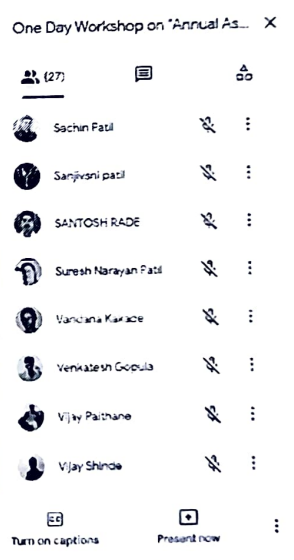 One Day Workshop on "Annual As...
(27)
Sachin Patil
Sanjivani patil
SANTOSH RADE
Suresh Narayan Patil
Vandana Kakade
Venkatesh Gopula
Vijay Paithane
Vijay Shinde
Turn on captions
Present now